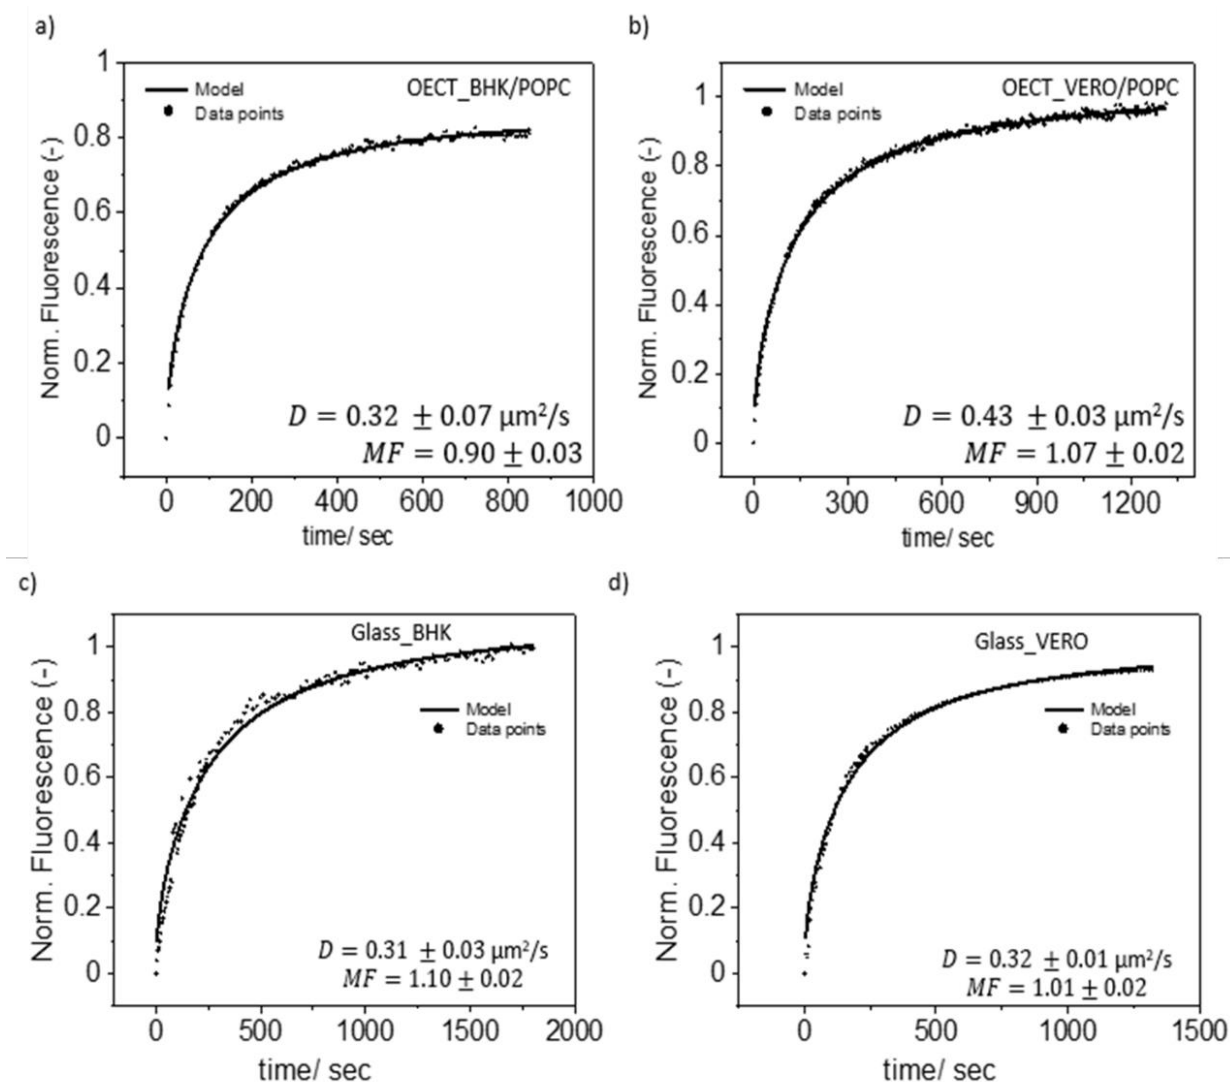 a)
1
0.8
0.6
0.4
0.2
0
Norm. Fluorescence (-)
Model
Data points
OECT_BHK/POPC
D = 0.32 ± 0.07 μm²/s
MF = 0.90 ± 0.03
0 200 400 600 800 1000
time/ sec
b)
1
0.8
0.6
0.4
0.2
0
Norm. Fluorescence (-)
Model
Data points
OECT_VERO/POPC
D = 0.43 ± 0.03 μm²/s
MF = 1.07 ± 0.02
0 300 600 900 1200
time/ sec
c)
1
0.8
0.6
0.4
0.2
0
Norm. Fluorescence (-)
Glass_BHK
Model
Data points
D = 0.31 ± 0.03 μm²/s
MF = 1.10 ± 0.02
0 500 1000 1500 2000
time/ sec
d)
1
0.8
0.6
0.4
0.2
0
Norm. Fluorescence (-)
Glass_VERO
Model
Data points
D = 0.32 ± 0.01 μm²/s
MF = 1.01 ± 0.02
0 500 1000 1500
time/ sec